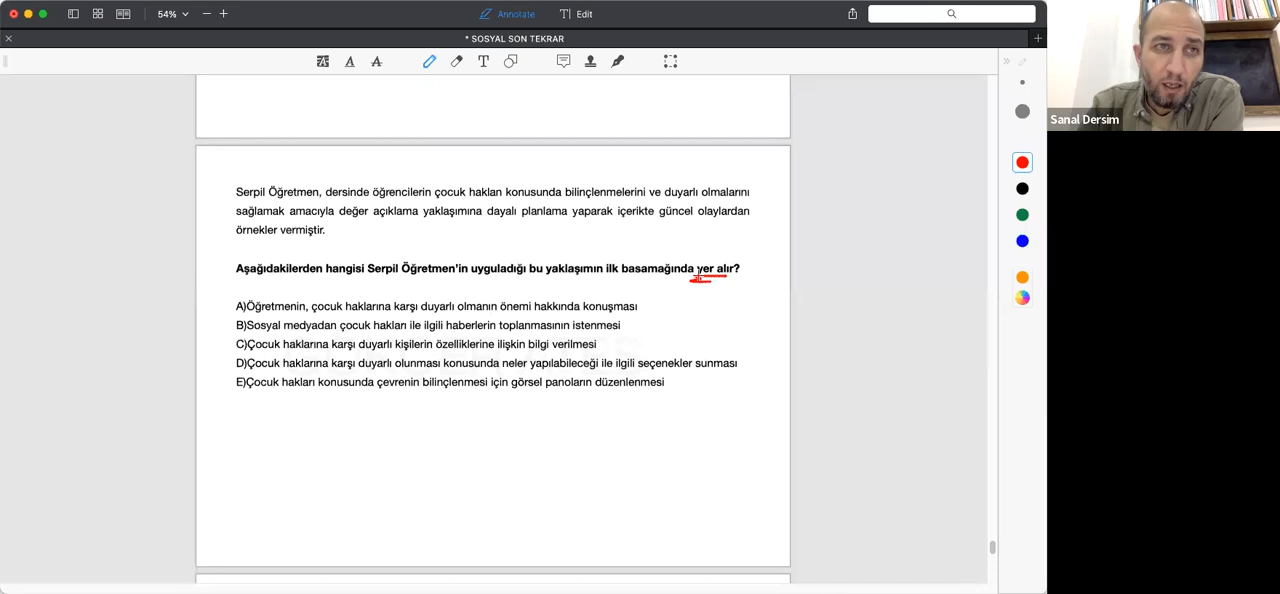 54%
Annotate
Edit
* SOSYAL SON TEKRAR
Sanal Dersim
Serpil Öğretmen, dersinde öğrencilerin çocuk haklan konusunda bilinçlenmelerini ve duyarlı olmalarını
sağlamak amacıyla değer açıklama yaklaşımına dayalı planlama yaparak içerikte güncel olaylardan
örnekler vermiştir.
Aşağıdakilerden hangisi Serpil Öğretmen'in uyguladığı bu yaklaşımın ilk basamağında yer alır?
A)Öğretmenin, çocuk haklarına karşı duyarlı olmanın önemi hakkında konuşması
B)Sosyal medyadan çocuk hakları ile ilgili haberlerin toplanmasının istenmesi
C)Çocuk haklarına karşı duyarlı kişilerin özelliklerine ilişkin bilgi verilmesi
D)Çocuk haklarına karşı duyarlı olunması konusunda neler yapılabileceği ile ilgili seçenekler sunması
E)Çocuk hakları konusunda çevrenin bilinçlenmesi için görsel panoların düzenlenmesi